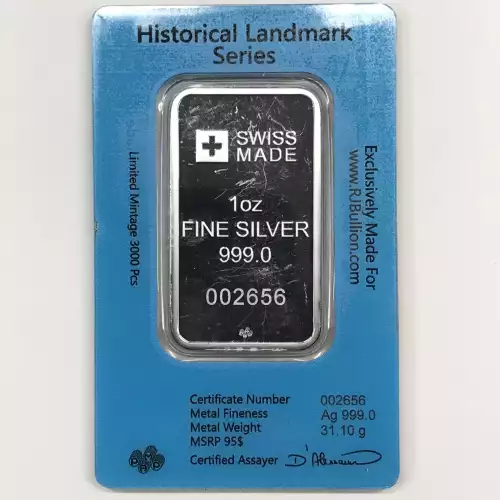 Historical Landmark
Series
SWISS
MADE
1oz
FINE SILVER
999.0
002656
Limited Mintage 3000 Pcs
Exclusively Made For
www.RJBullion.com
Certificate Number 002656
Metal Fineness Ag 999.0
Metal Weight 31.10 g
MSRP 95$
Certified Assayer
PAMP